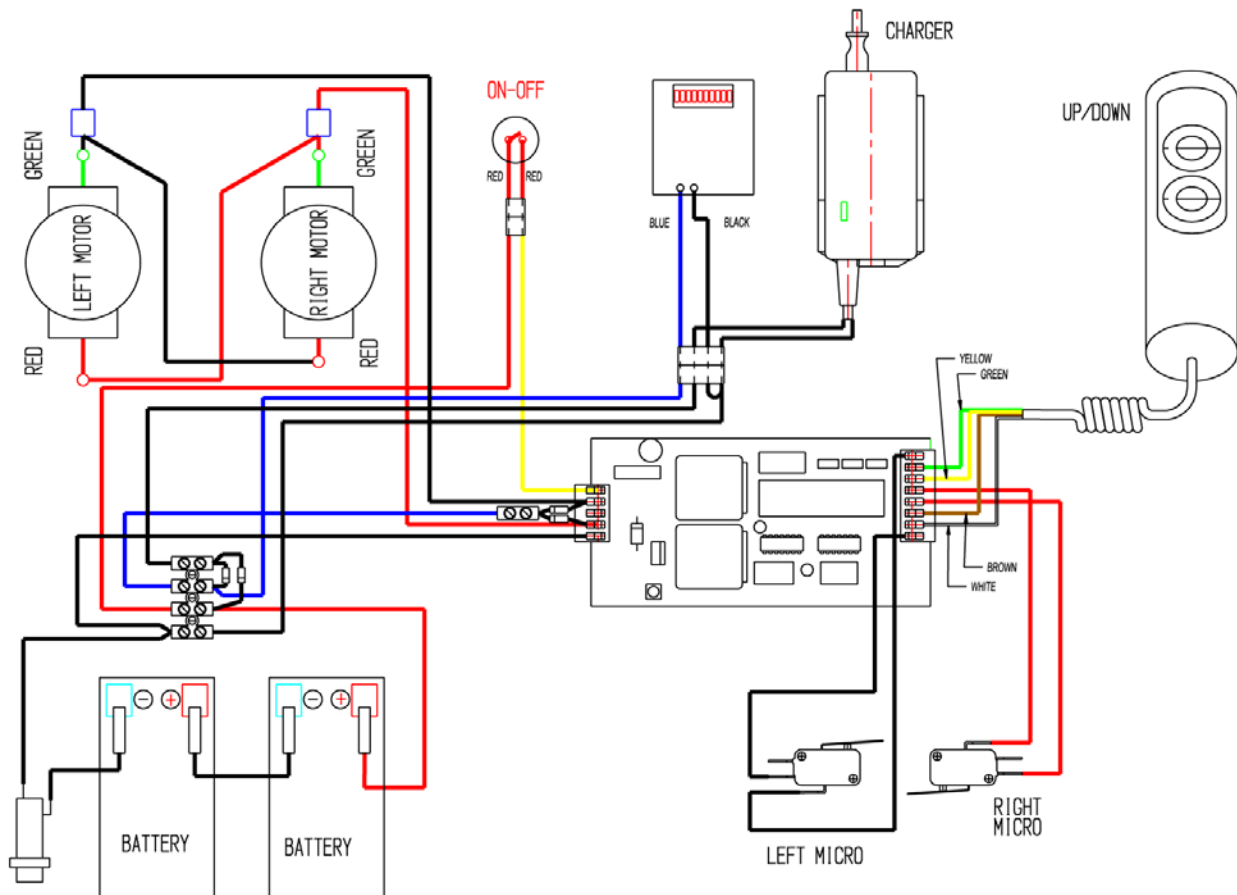 CHARGER
ON-OFF
UP/DOWN
GREEN
GREEN
RED
RED
LEFT MOTOR
RIGHT MOTOR
BLUE
BLACK
RED
RED
YELLOW
GREEN
BROWN
WHITE
− +
− +
BATTERY
BATTERY
LEFT MICRO
RIGHT
MICRO